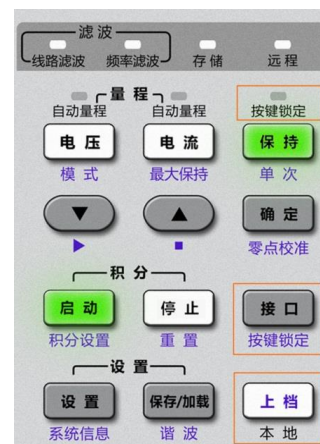 滤 波
线路滤波 频率滤波 存 储 远 程
量 程
自动量程 自动量程 按键锁定
电 压 电 流 保 持
模 式 最大保持 单 次
▼ ▲ 确 定
▶ ■ 零点校准
积 分
启 动 停 止 接 口
积分设置 重 置 按键锁定
设 置
设 置 保存/加载 上 档
系统信息 谐 波 本 地